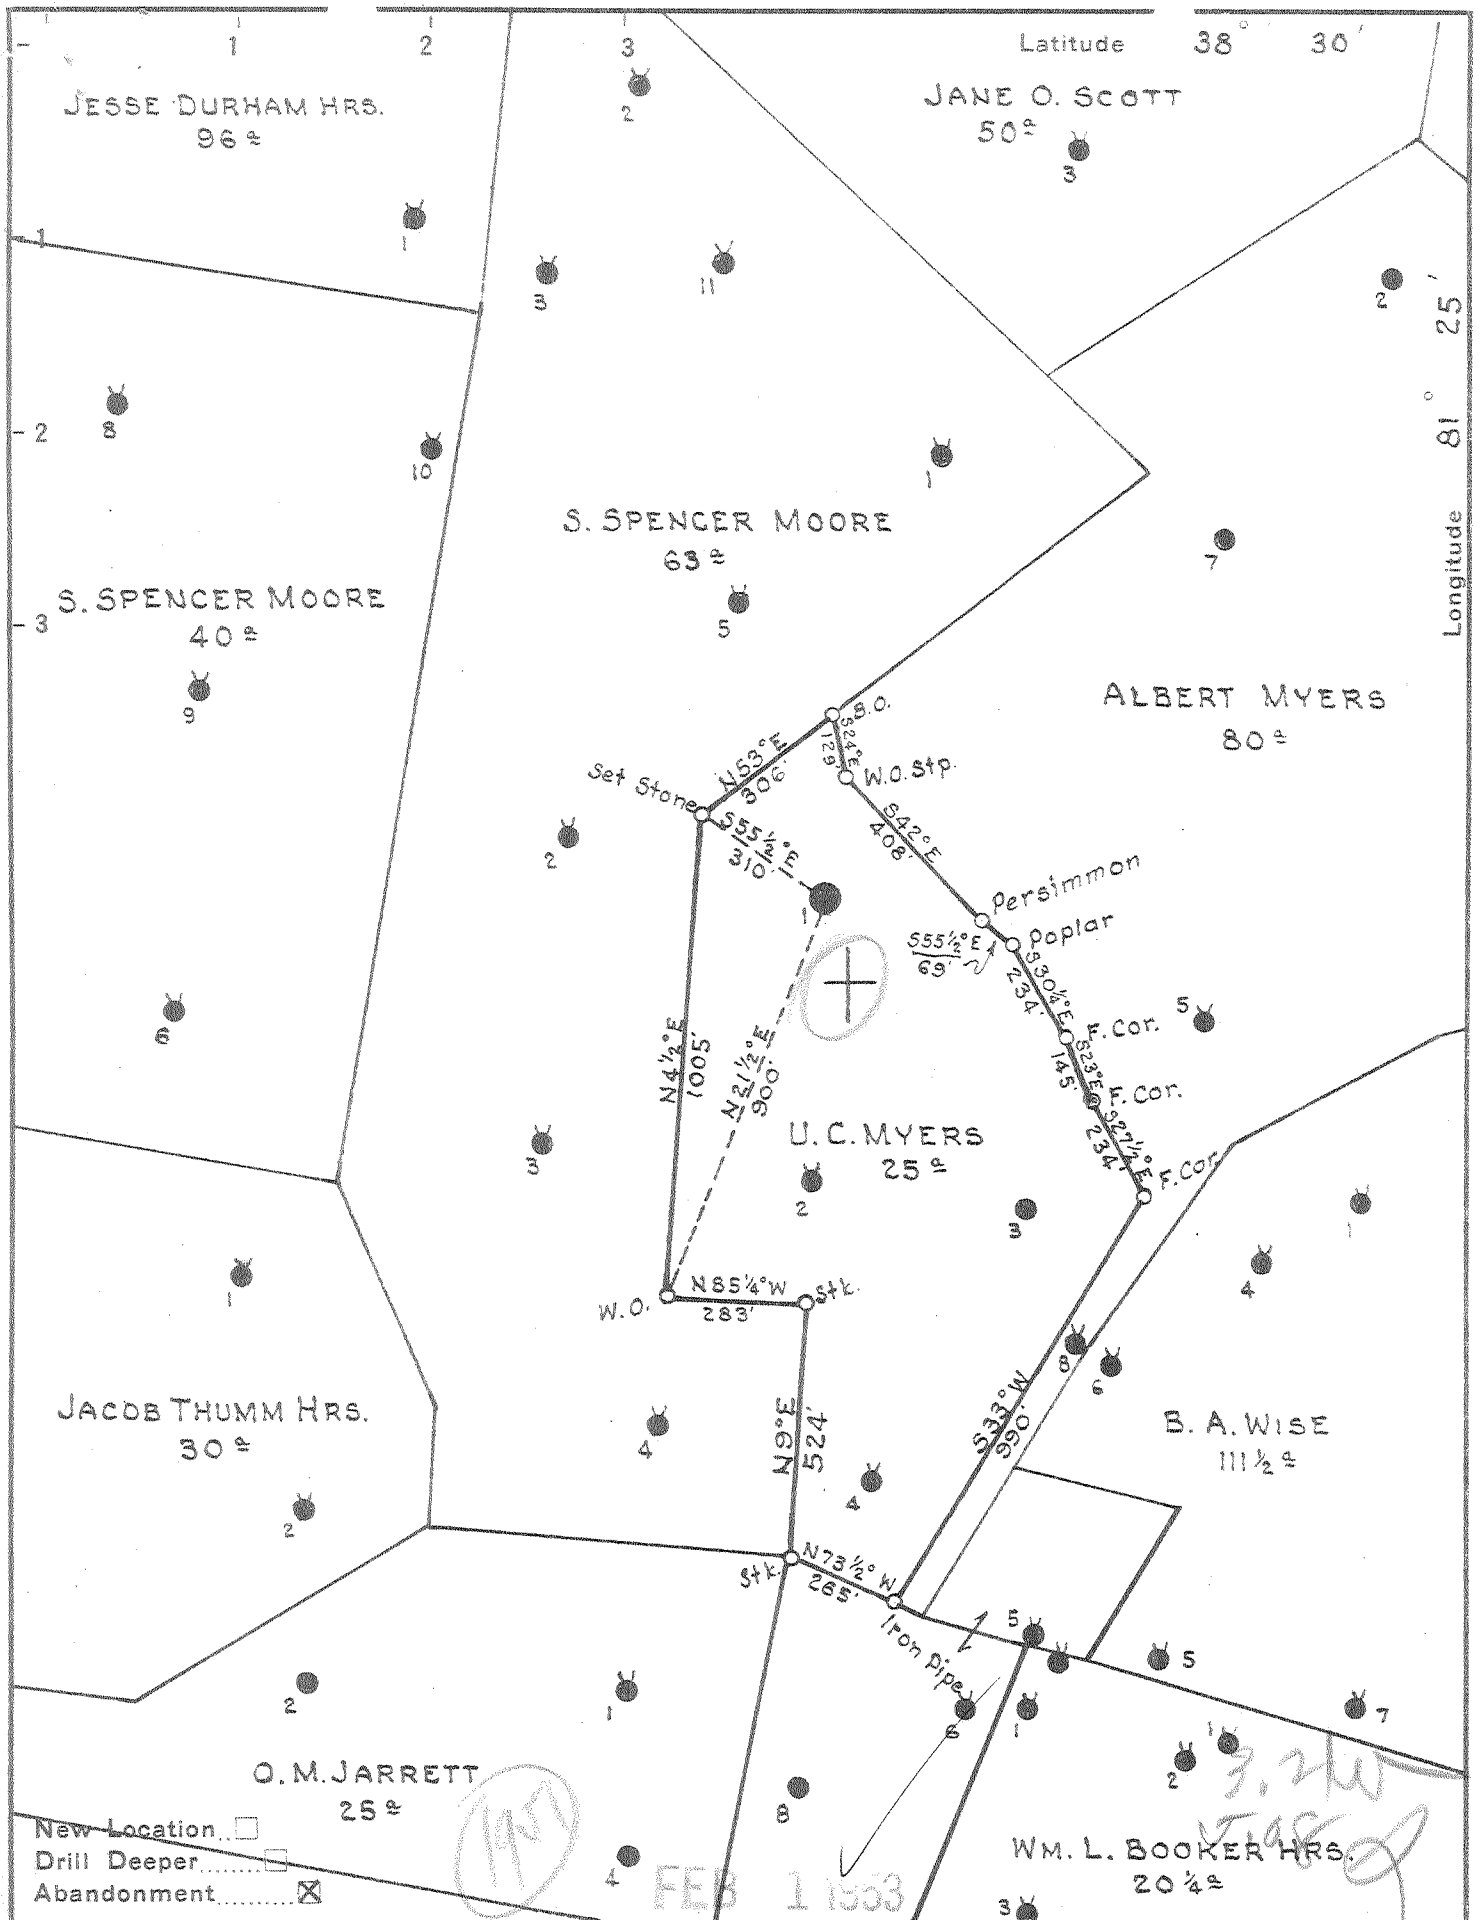 1 2 3
Latitude 38° 30'
JESSE DURHAM HRS.
96 a
2
JANE O. SCOTT
50 a
3
1
1
3
11
2
Longitude 81° 25'
8
2
10
1
S. SPENCER MOORE
63 a
7
S. SPENCER MOORE
40 a
3
5
9
ALBERT MYERS
80 a
B.O.
S24°E
129'
N53°E
306'
W.O. Stp.
Set Stone
S55½°E
310'
S42°E
408'
2
1
Persimmon
Poplar
S55½°E
69'
S30¼°E
234'
F. Cor.
5
6
N4½°E
1005'
N21½°E
900'
S23°E
145'
F. Cor.
S27½°E
234'
F. Cor.
3
U. C. MYERS
25 a
2
3
1
4
1
W.O.
N85¼°W
283'
Stk.
8
6
JACOB THUMM HRS.
30 a
N9°E
524'
S33°W
990'
B. A. WISE
111½ a
4
4
2
Stk.
N73½°W
265'
Iron Pipe
5
5
2
1
6
1
7
1
2
O. M. JARRETT
25 a
8
New Location
Drill Deeper
Abandonment
4
FEB 1 1953
WM. L. BOOKER HRS.
20¼ a
3